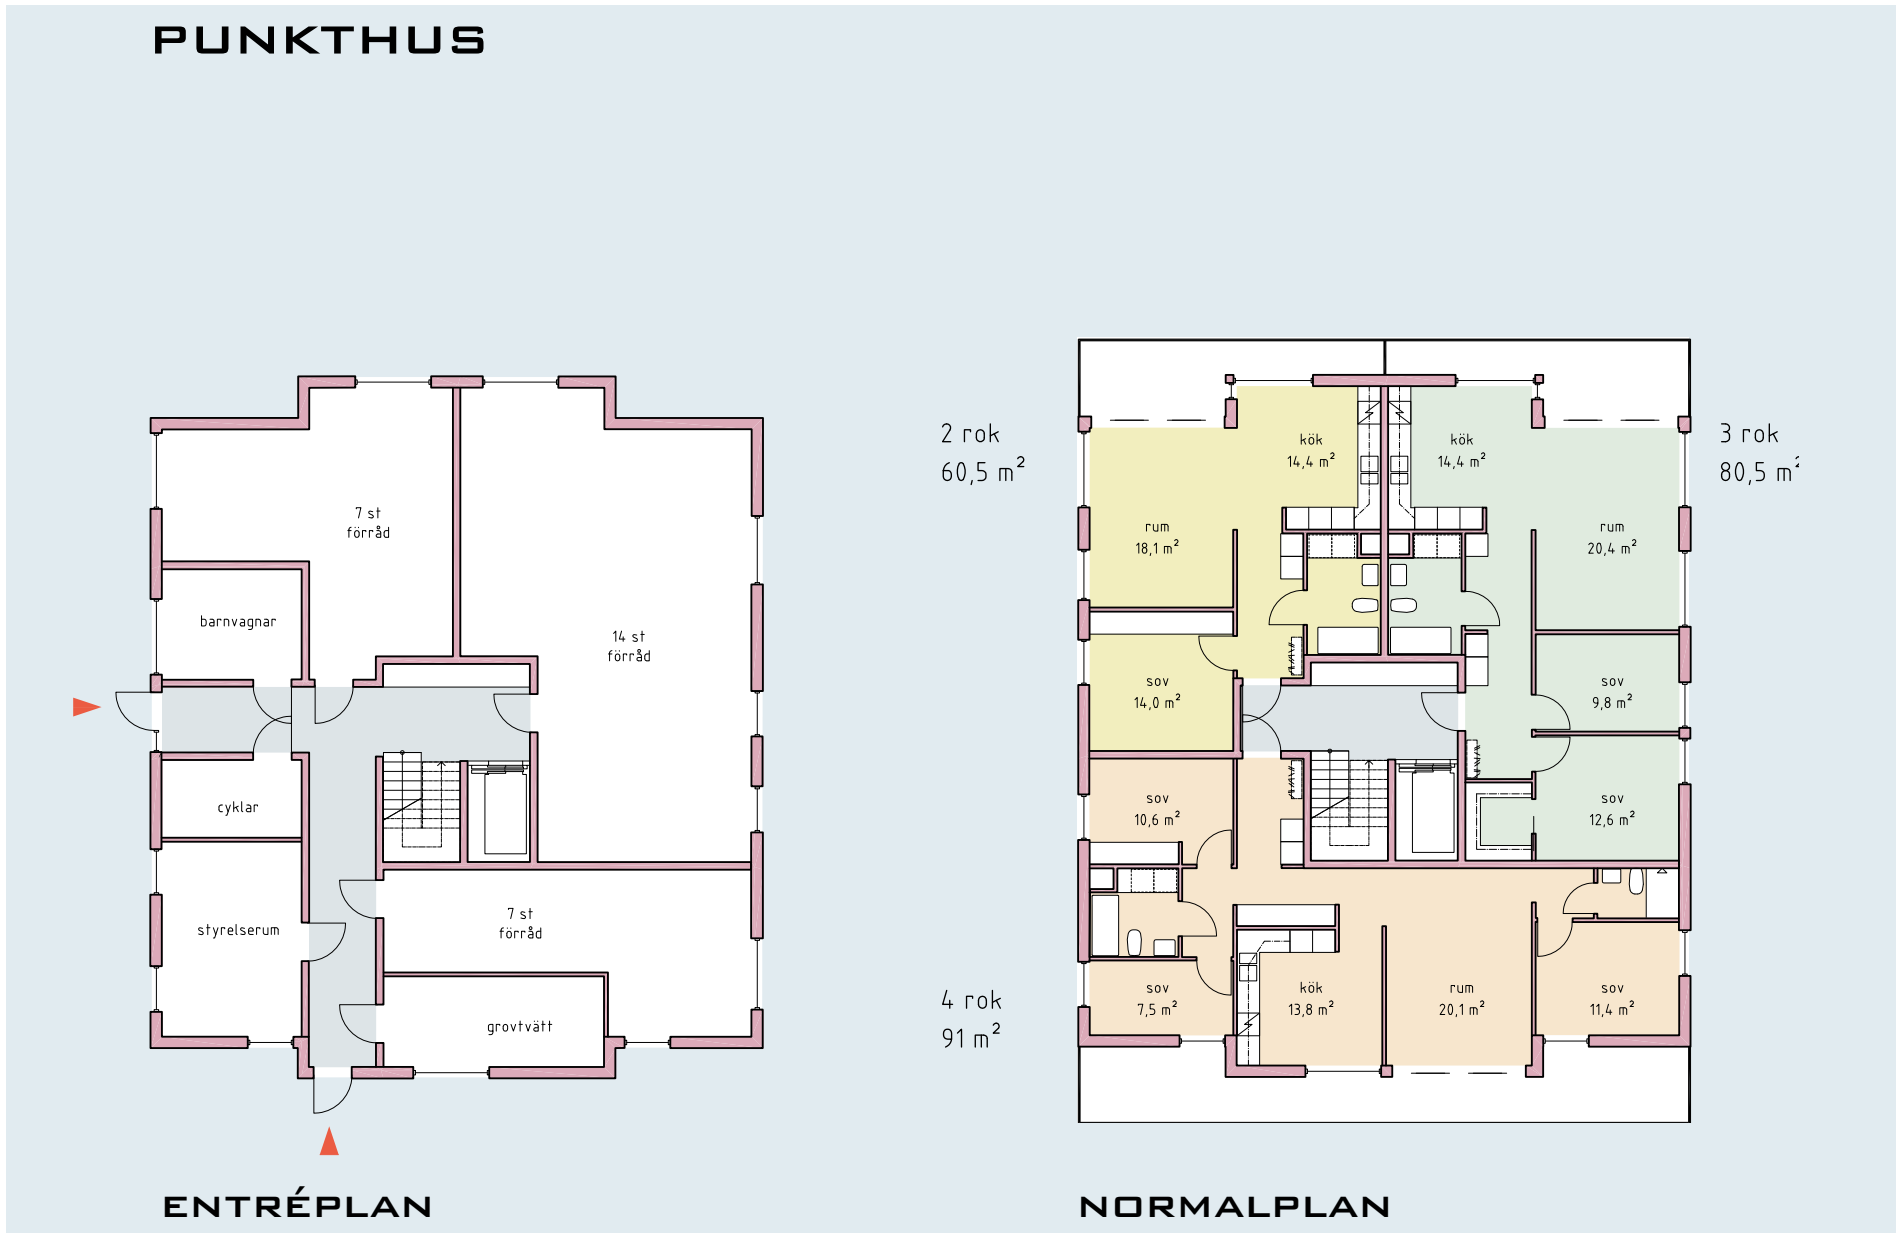 PUNKTHUS
7 st
förråd
barnvagnar
14 st
förråd
cyklar
styrelserum
7 st
förråd
grovtvätt
ENTRÉPLAN
2 rok
60,5 m²
3 rok
80,5 m²
4 rok
91 m²
kök
14,4 m²
kök
14,4 m²
rum
18,1 m²
rum
20,4 m²
sov
14,0 m²
sov
9,8 m²
sov
10,6 m²
sov
12,6 m²
sov
7,5 m²
kök
13,8 m²
rum
20,1 m²
sov
11,4 m²
NORMALPLAN